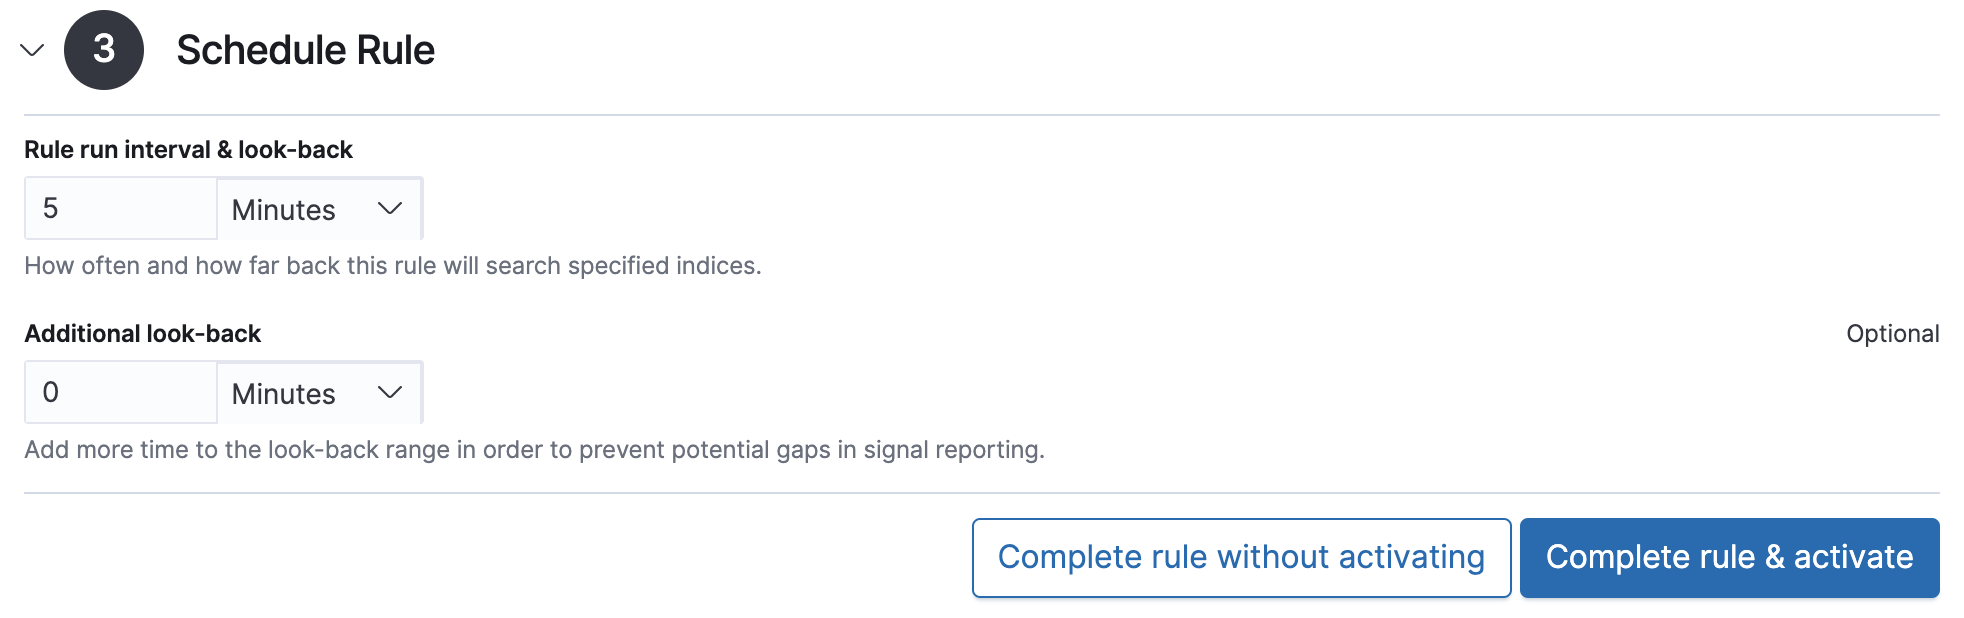 3 Schedule Rule
Rule run interval & look-back
5 Minutes
How often and how far back this rule will search specified indices.
Additional look-back Optional
0 Minutes
Add more time to the look-back range in order to prevent potential gaps in signal reporting.
Complete rule without activating Complete rule & activate